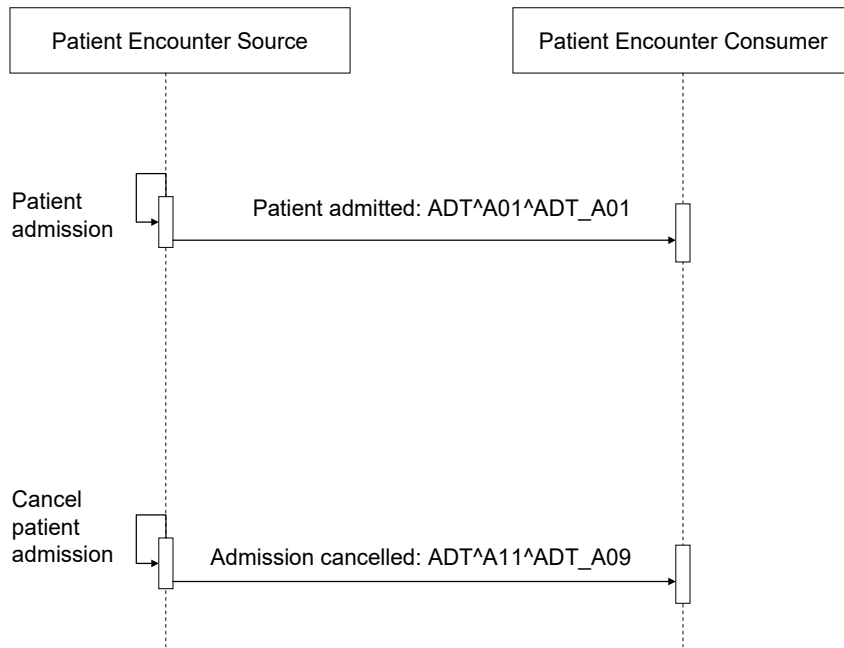 Patient Encounter Source
Patient Encounter Consumer
Patient
admission
Patient admitted: ADT^A01^ADT_A01
Cancel
patient
admission
Admission cancelled: ADT^A11^ADT_A09